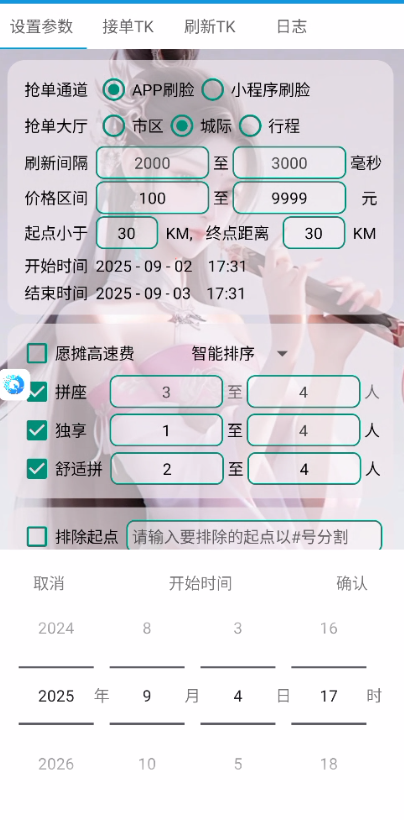 设置参数 接单TK 刷新TK 日志
抢单通道 APP刷脸 小程序刷脸
抢单大厅 市区 城际 行程
刷新间隔 2000 至 3000 毫秒
价格区间 100 至 9999 元
起点小于 30 KM, 终点距离 30 KM
开始时间 2025-09-02 17:31
结束时间 2025-09-03 17:31
愿摊高速费 智能排序
拼座 3 至 4 人
独享 1 至 4 人
舒适拼 2 至 4 人
排除起点 请输入要排除的起点以#号分割
取消 开始时间 确认
2024 8 3 16
2025 年 9 月 4 日 17 时
2026 10 5 18